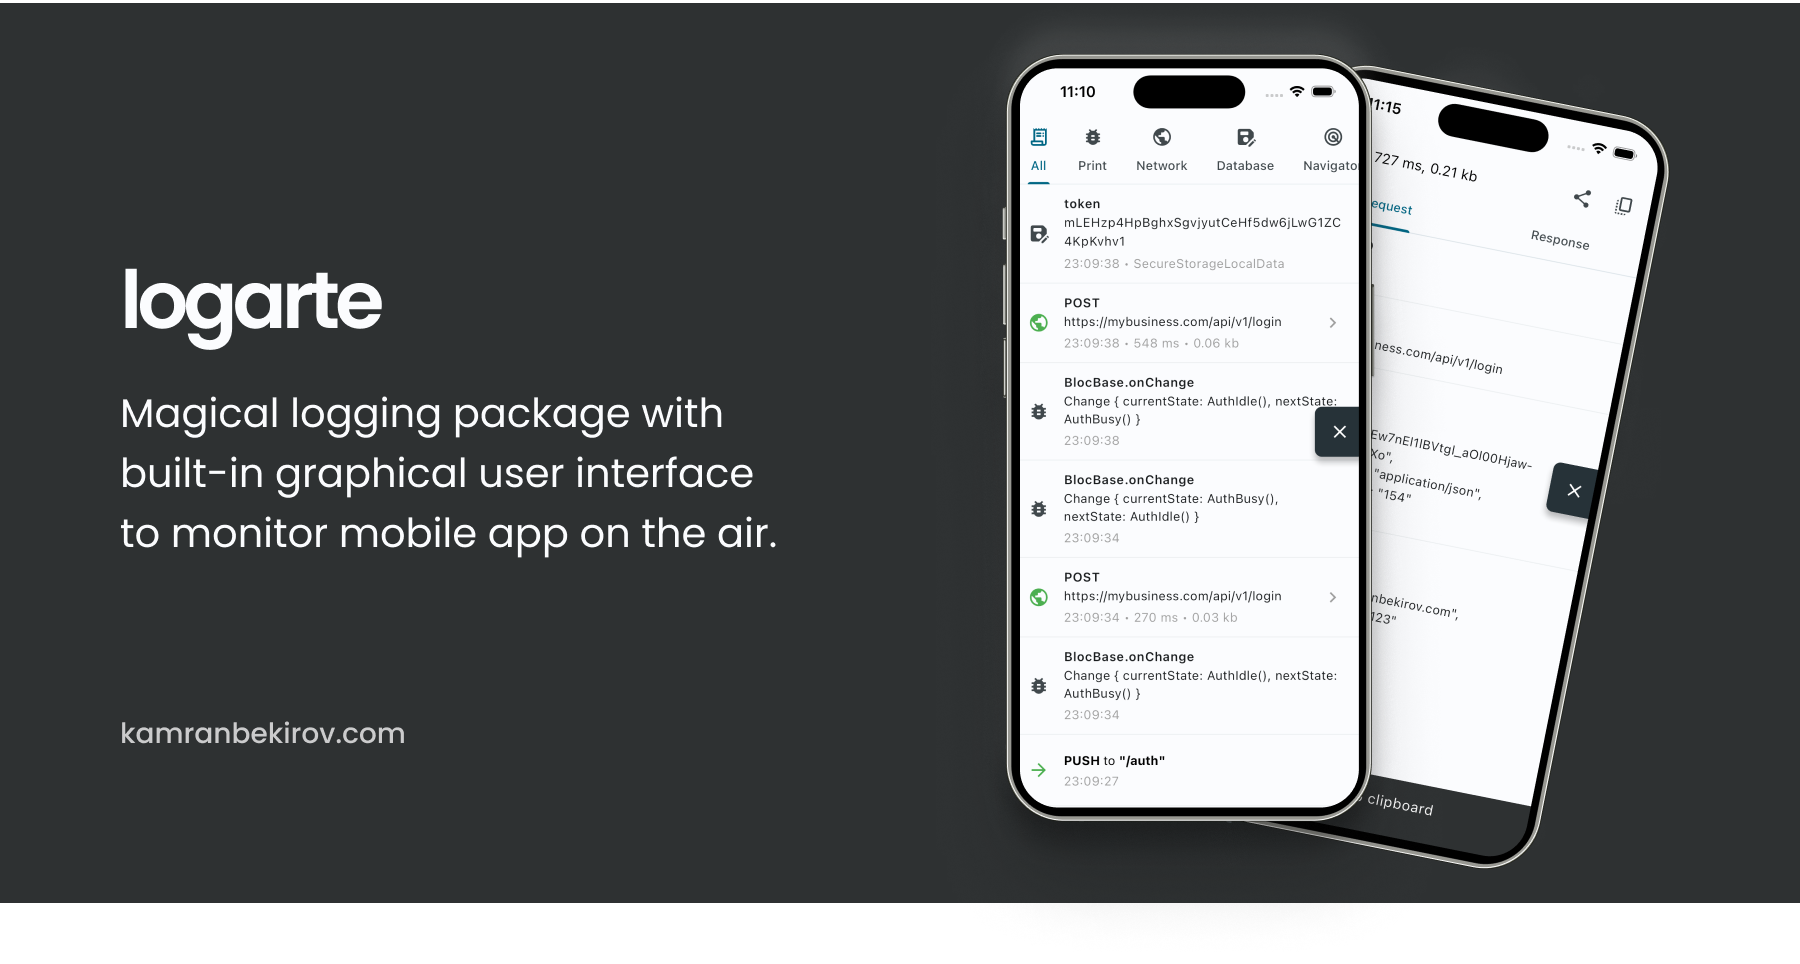 logarte
Magical logging package with
built-in graphical user interface
to monitor mobile app on the air.
kamranbekirov.com
11:10
All
Print
Network
Database
Navigator
token
mLEHzp4HpBghxSgvjyutCeHf5dw6jLwG1ZC
4KpKvhv1
23:09:38 • SecureStorageLocalData
POST
https://mybusiness.com/api/v1/login
23:09:38 • 548 ms • 0.06 kb
BlocBase.onChange
Change { currentState: AuthIdle(), nextState:
AuthBusy() }
23:09:38
BlocBase.onChange
Change { currentState: AuthBusy(),
nextState: AuthIdle() }
23:09:34
POST
https://mybusiness.com/api/v1/login
23:09:34 • 270 ms • 0.03 kb
BlocBase.onChange
Change { currentState: AuthIdle(), nextState:
AuthBusy() }
23:09:34
PUSH to "/auth"
23:09:27
11:15
727 ms, 0.21 kb
equest
Response
ness.com/api/v1/login
Xo",
"application/json",
"154"
nbekirov.com",
123"
clipboard